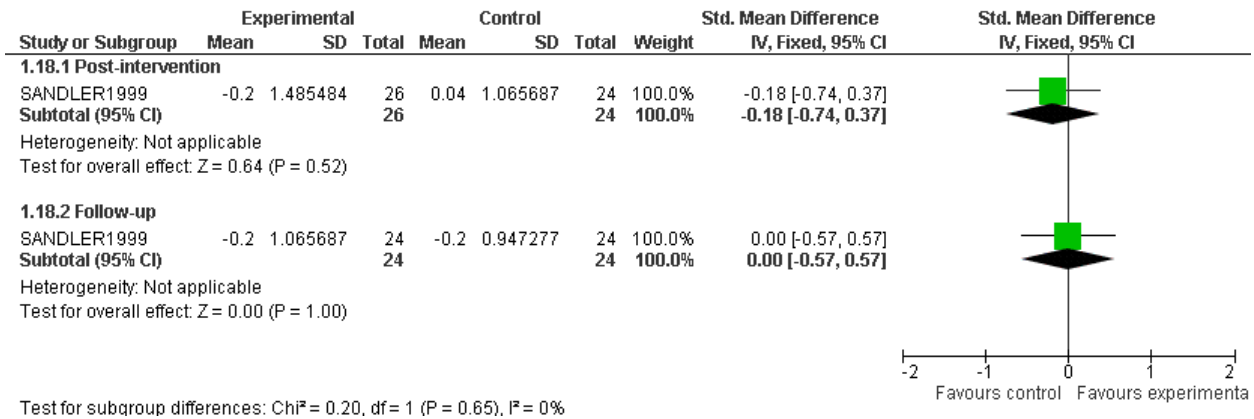 Experimental Control Std. Mean Difference Std. Mean Difference
Study or Subgroup Mean SD Total Mean SD Total Weight IV, Fixed, 95% CI IV, Fixed, 95% CI
1.18.1 Post-intervention
SANDLER1999 -0.2 1.485484 26 0.04 1.065687 24 100.0% -0.18 [-0.74, 0.37]
Subtotal (95% CI) 26 24 100.0% -0.18 [-0.74, 0.37]
Heterogeneity: Not applicable
Test for overall effect: Z = 0.64 (P = 0.52)
1.18.2 Follow-up
SANDLER1999 -0.2 1.065687 24 -0.2 0.947277 24 100.0% 0.00 [-0.57, 0.57]
Subtotal (95% CI) 24 24 100.0% 0.00 [-0.57, 0.57]
Heterogeneity: Not applicable
Test for overall effect: Z = 0.00 (P = 1.00)
-2 -1 0 1 2
Favours control Favours experimenta
Test for subgroup differences: Chi² = 0.20, df = 1 (P = 0.65), I² = 0%